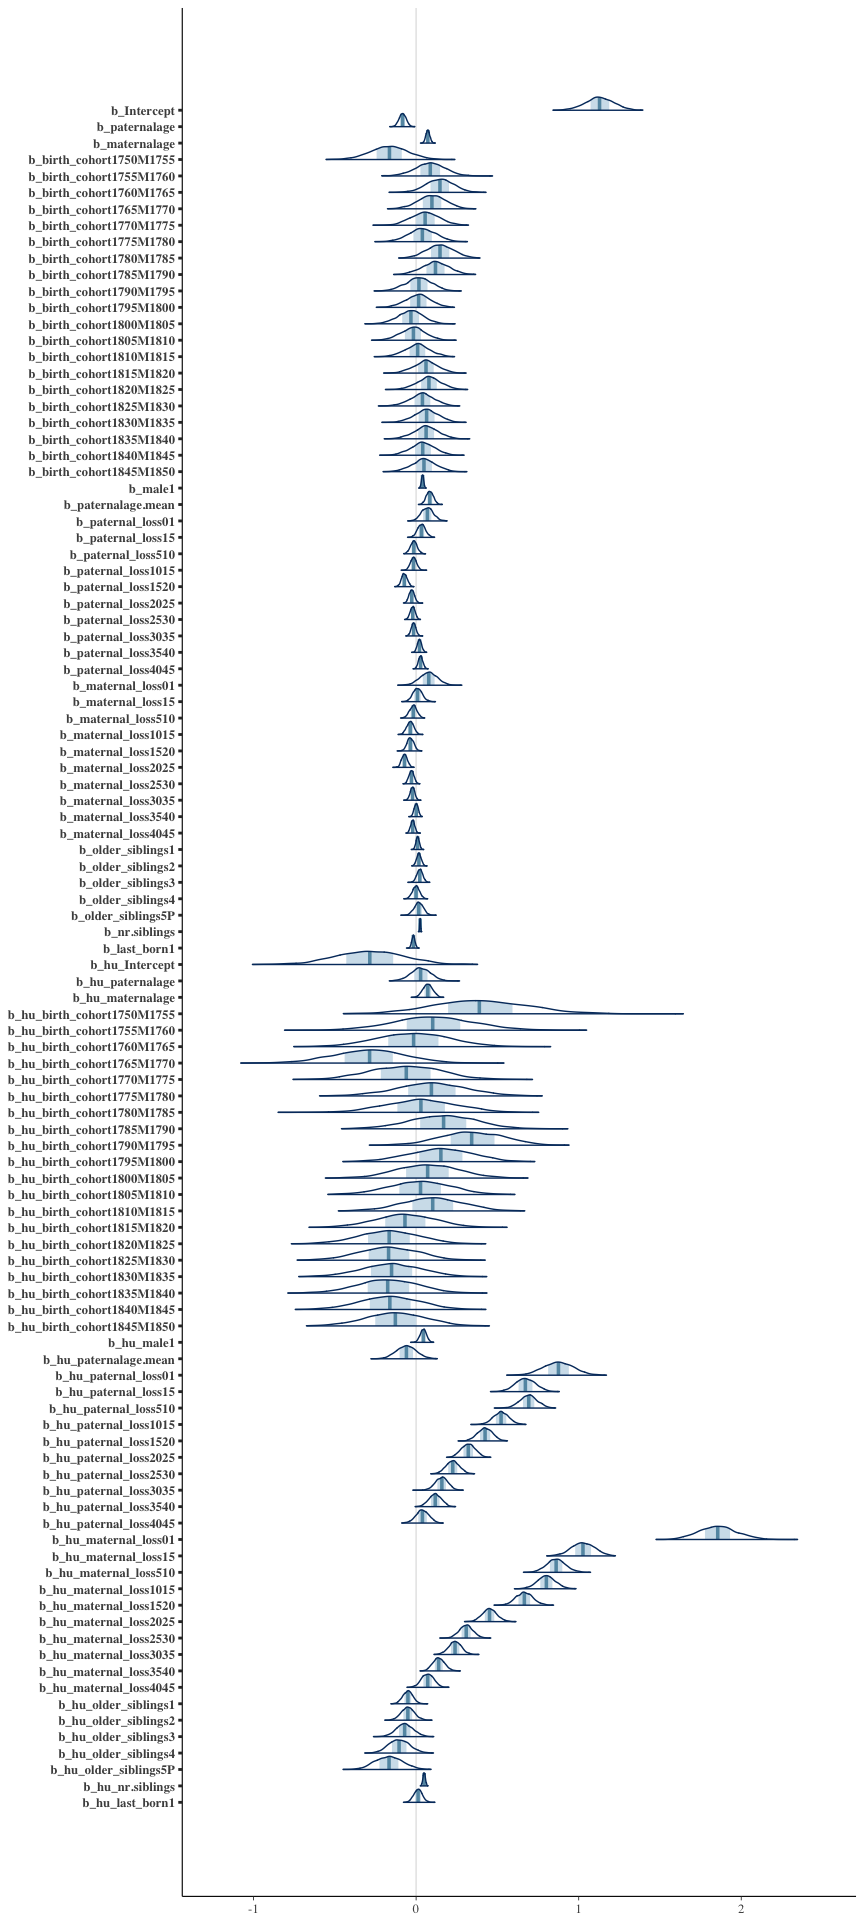 b_Intercept
b_paternalage
b_maternalage
b_birth_cohort1750M1755
b_birth_cohort1755M1760
b_birth_cohort1760M1765
b_birth_cohort1765M1770
b_birth_cohort1770M1775
b_birth_cohort1775M1780
b_birth_cohort1780M1785
b_birth_cohort1785M1790
b_birth_cohort1790M1795
b_birth_cohort1795M1800
b_birth_cohort1800M1805
b_birth_cohort1805M1810
b_birth_cohort1810M1815
b_birth_cohort1815M1820
b_birth_cohort1820M1825
b_birth_cohort1825M1830
b_birth_cohort1830M1835
b_birth_cohort1835M1840
b_birth_cohort1840M1845
b_birth_cohort1845M1850
b_male1
b_paternalage.mean
b_paternal_loss01
b_paternal_loss15
b_paternal_loss510
b_paternal_loss1015
b_paternal_loss1520
b_paternal_loss2025
b_paternal_loss2530
b_paternal_loss3035
b_paternal_loss3540
b_paternal_loss4045
b_maternal_loss01
b_maternal_loss15
b_maternal_loss510
b_maternal_loss1015
b_maternal_loss1520
b_maternal_loss2025
b_maternal_loss2530
b_maternal_loss3035
b_maternal_loss3540
b_maternal_loss4045
b_older_siblings1
b_older_siblings2
b_older_siblings3
b_older_siblings4
b_older_siblings5P
b_nr.siblings
b_last_born1
b_hu_Intercept
b_hu_paternalage
b_hu_maternalage
b_hu_birth_cohort1750M1755
b_hu_birth_cohort1755M1760
b_hu_birth_cohort1760M1765
b_hu_birth_cohort1765M1770
b_hu_birth_cohort1770M1775
b_hu_birth_cohort1775M1780
b_hu_birth_cohort1780M1785
b_hu_birth_cohort1785M1790
b_hu_birth_cohort1790M1795
b_hu_birth_cohort1795M1800
b_hu_birth_cohort1800M1805
b_hu_birth_cohort1805M1810
b_hu_birth_cohort1810M1815
b_hu_birth_cohort1815M1820
b_hu_birth_cohort1820M1825
b_hu_birth_cohort1825M1830
b_hu_birth_cohort1830M1835
b_hu_birth_cohort1835M1840
b_hu_birth_cohort1840M1845
b_hu_birth_cohort1845M1850
b_hu_male1
b_hu_paternalage.mean
b_hu_paternal_loss01
b_hu_paternal_loss15
b_hu_paternal_loss510
b_hu_paternal_loss1015
b_hu_paternal_loss1520
b_hu_paternal_loss2025
b_hu_paternal_loss2530
b_hu_paternal_loss3035
b_hu_paternal_loss3540
b_hu_paternal_loss4045
b_hu_maternal_loss01
b_hu_maternal_loss15
b_hu_maternal_loss510
b_hu_maternal_loss1015
b_hu_maternal_loss1520
b_hu_maternal_loss2025
b_hu_maternal_loss2530
b_hu_maternal_loss3035
b_hu_maternal_loss3540
b_hu_maternal_loss4045
b_hu_older_siblings1
b_hu_older_siblings2
b_hu_older_siblings3
b_hu_older_siblings4
b_hu_older_siblings5P
b_hu_nr.siblings
b_hu_last_born1
-1 0 1 2